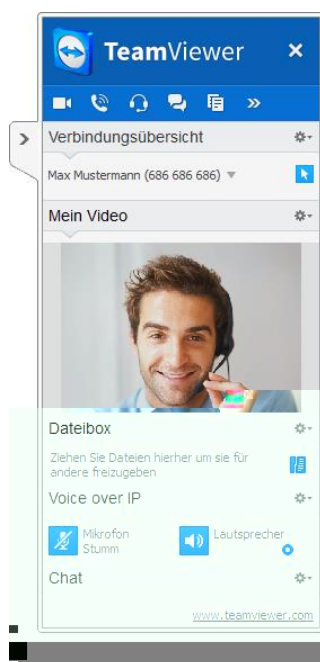 TeamViewer
Verbindungsübersicht
Max Mustermann (686 686 686)
Mein Video
Dateibox
Ziehen Sie Dateien hierher um sie für
andere freizugeben
Voice over IP
Mikrofon
Stumm
Lautsprecher
Chat
www.teamviewer.com